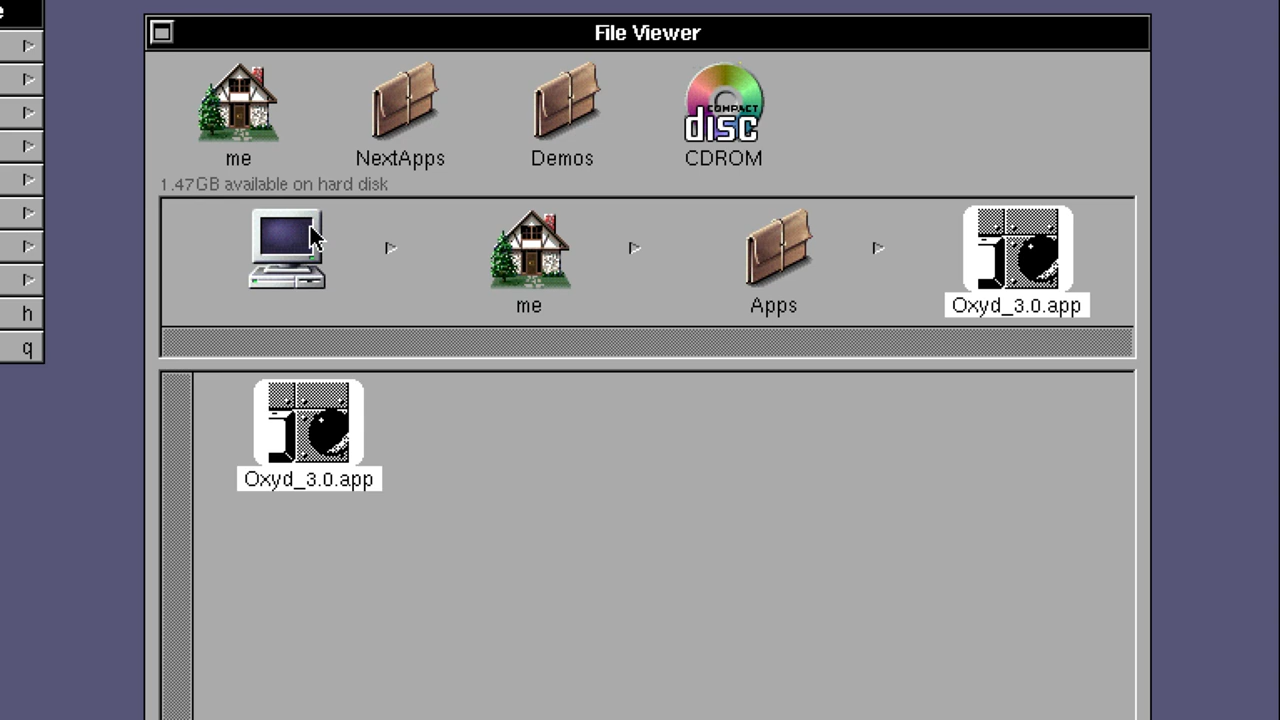 e
File Viewer
me
NextApps
Demos
COMPACT
disc
CDROM
1.47GB available on hard disk
me
Apps
Oxyd_3.0.app
h
q
Oxyd_3.0.app